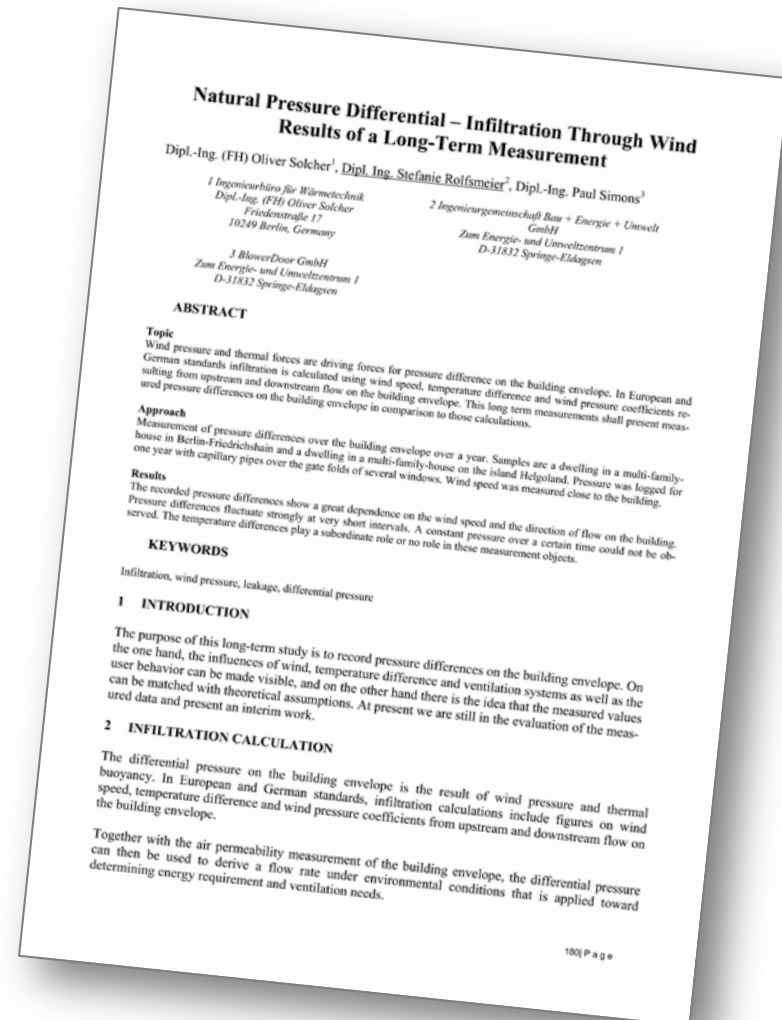 Natural Pressure Differential – Infiltration Through Wind
Results of a Long-Term Measurement
Dipl.-Ing. (FH) Oliver Solcher1, Dipl. Ing. Stefanie Rolfsmeier2, Dipl.-Ing. Paul Simons3
1 Ingenieurbüro für Wärmetechnik
Dipl.-Ing. (FH) Oliver Solcher
Friedenstraße 17
10249 Berlin, Germany
2 Ingenieurgemeinschaft Bau + Energie + Umwelt
GmbH
Zum Energie- und Umweltzentrum 1
D-31832 Springe-Eldagsen
3 BlowerDoor GmbH
Zum Energie- und Umweltzentrum 1
D-31832 Springe-Eldagsen
ABSTRACT
Topic
Wind pressure and thermal forces are driving forces for pressure difference on the building envelope. In European and
German standards infiltration is calculated using wind speed, temperature difference and wind pressure coefficients re-
sulting from upstream and downstream flow on the building envelope. This long term measurements shall present meas-
ured pressure differences on the building envelope in comparison to those calculations.
Approach
Measurement of pressure differences over the building envelope over a year. Samples are a dwelling in a multi-family-
house in Berlin-Friedrichshain and a dwelling in a multi-family-house on the island Helgoland. Pressure was logged for
one year with capillary pipes over the gate folds of several windows. Wind speed was measured close to the building.
Results
The recorded pressure differences show a great dependence on the wind speed and the direction of flow on the building.
Pressure differences fluctuate strongly at very short intervals. A constant pressure over a certain time could not be ob-
served. The temperature differences play a subordinate role or no role in these measurement objects.
KEYWORDS
Infiltration, wind pressure, leakage, differential pressure
1 INTRODUCTION
The purpose of this long-term study is to record pressure differences on the building envelope. On
the one hand, the influences of wind, temperature difference and ventilation systems as well as the
user behavior can be made visible, and on the other hand there is the idea that the measured values
can be matched with theoretical assumptions. At present we are still in the evaluation of the meas-
ured data and present an interim work.
2 INFILTRATION CALCULATION
The differential pressure on the building envelope is the result of wind pressure and thermal
buoyancy. In European and German standards, infiltration calculations include figures on wind
speed, temperature difference and wind pressure coefficients from upstream and downstream flow on
the building envelope.
Together with the air permeability measurement of the building envelope, the differential pressure
can then be used to derive a flow rate under environmental conditions that is applied toward
determining energy requirement and ventilation needs.
180| P a g e